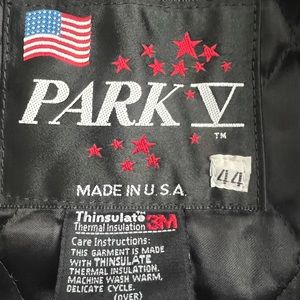 PARK V
TM
44
MADE IN U.S.A.
Thinsulate
Thermal Insulation 3M
Care Instructions:
THIS GARMENT IS MADE
WITH THINSULATE
THERMAL INSULATION.
MACHINE WASH WARM,
DELICATE CYCLE.
(OVER)